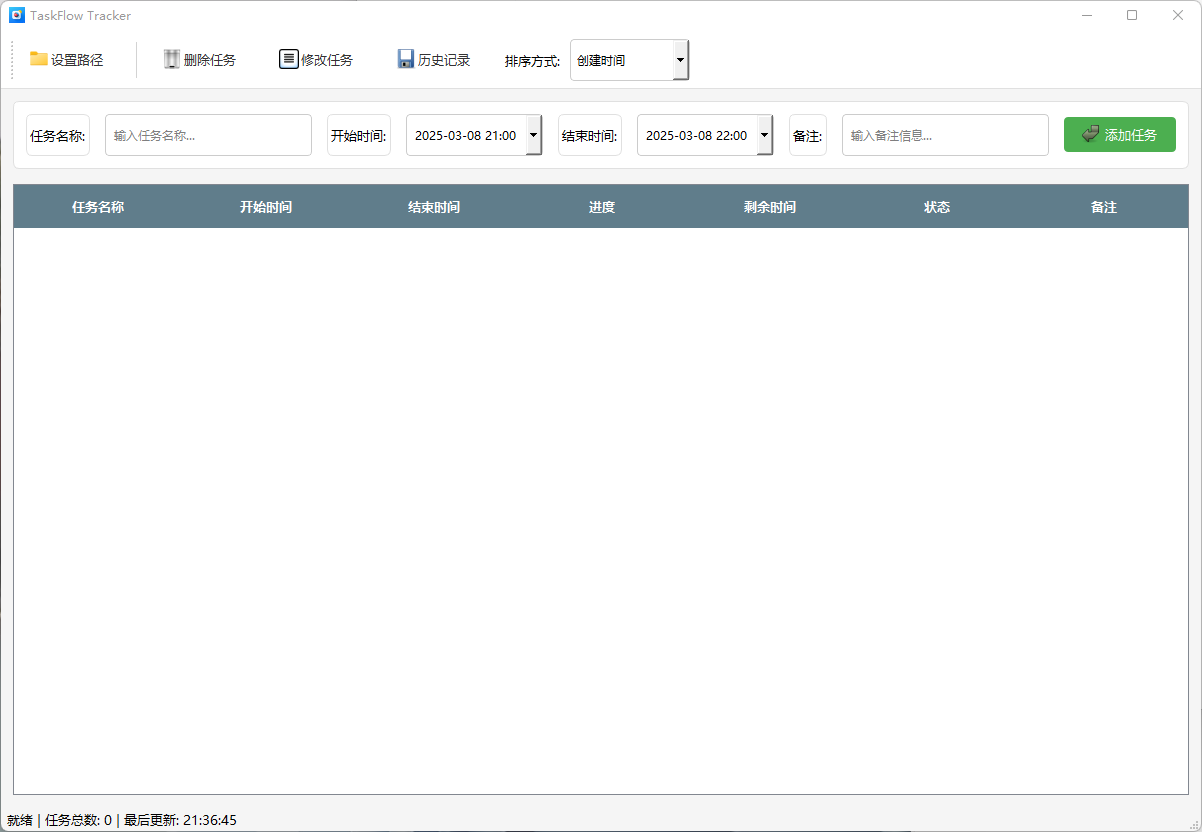 TaskFlow Tracker
设置路径 删除任务 修改任务 历史记录 排序方式: 创建时间
任务名称: 输入任务名称... 开始时间: 2025-03-08 21:00 结束时间: 2025-03-08 22:00 备注: 输入备注信息... 添加任务
任务名称 开始时间 结束时间 进度 剩余时间 状态 备注
就绪 | 任务总数: 0 | 最后更新: 21:36:45